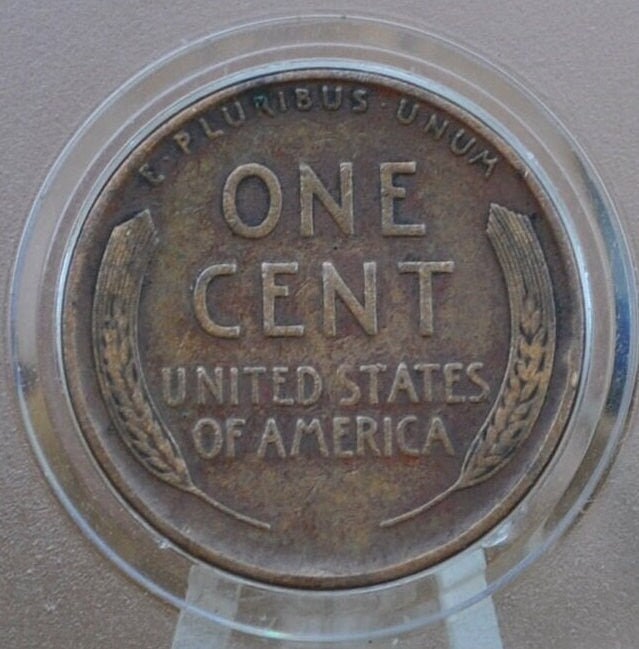 E · PLURIBUS · UNUM
ONE
CENT
UNITED STATES
OF AMERICA